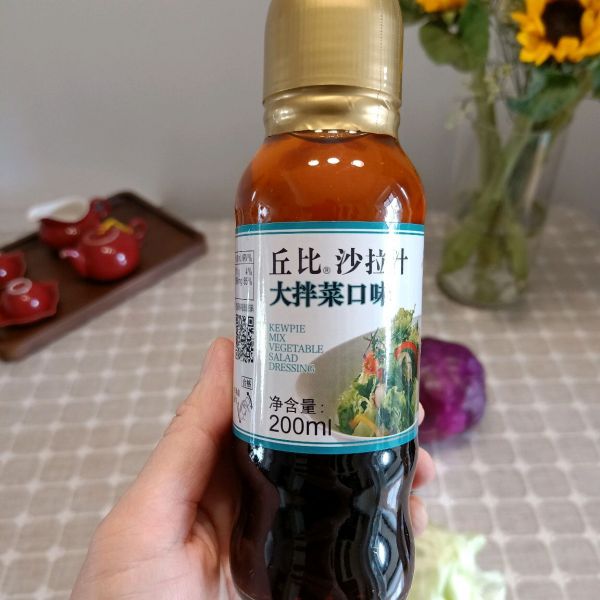 丘比® 沙拉汁
大拌菜口味
KEWPIE
MIX
VEGETABLE
SALAD
DRESSING
净含量：
200ml